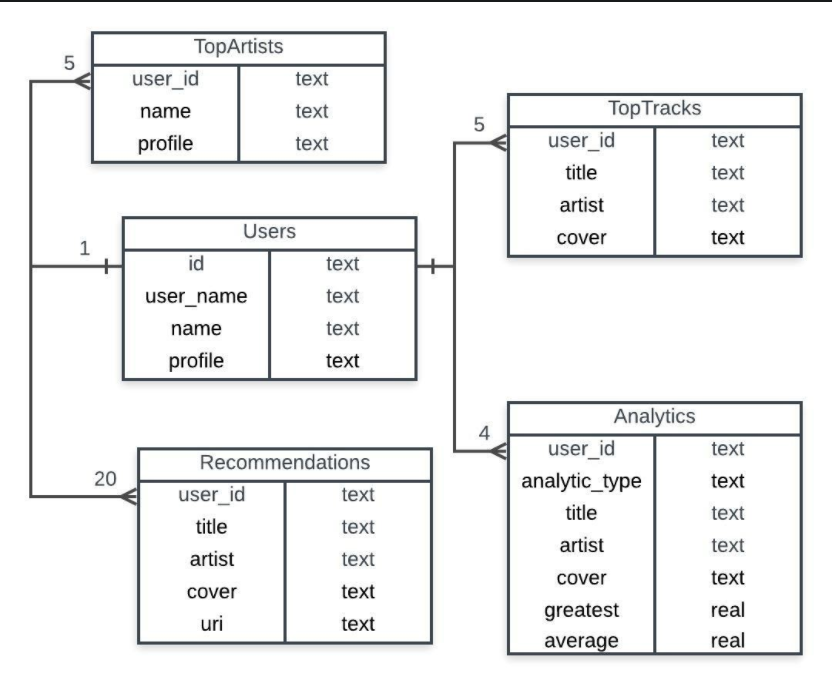 5
TopArtists
user_id text
name text
profile text
5
TopTracks
user_id text
title text
artist text
cover text
1
Users
id text
user_name text
name text
profile text
20
Recommendations
user_id text
title text
artist text
cover text
uri text
4
Analytics
user_id text
analytic_type text
title text
artist text
cover text
greatest real
average real